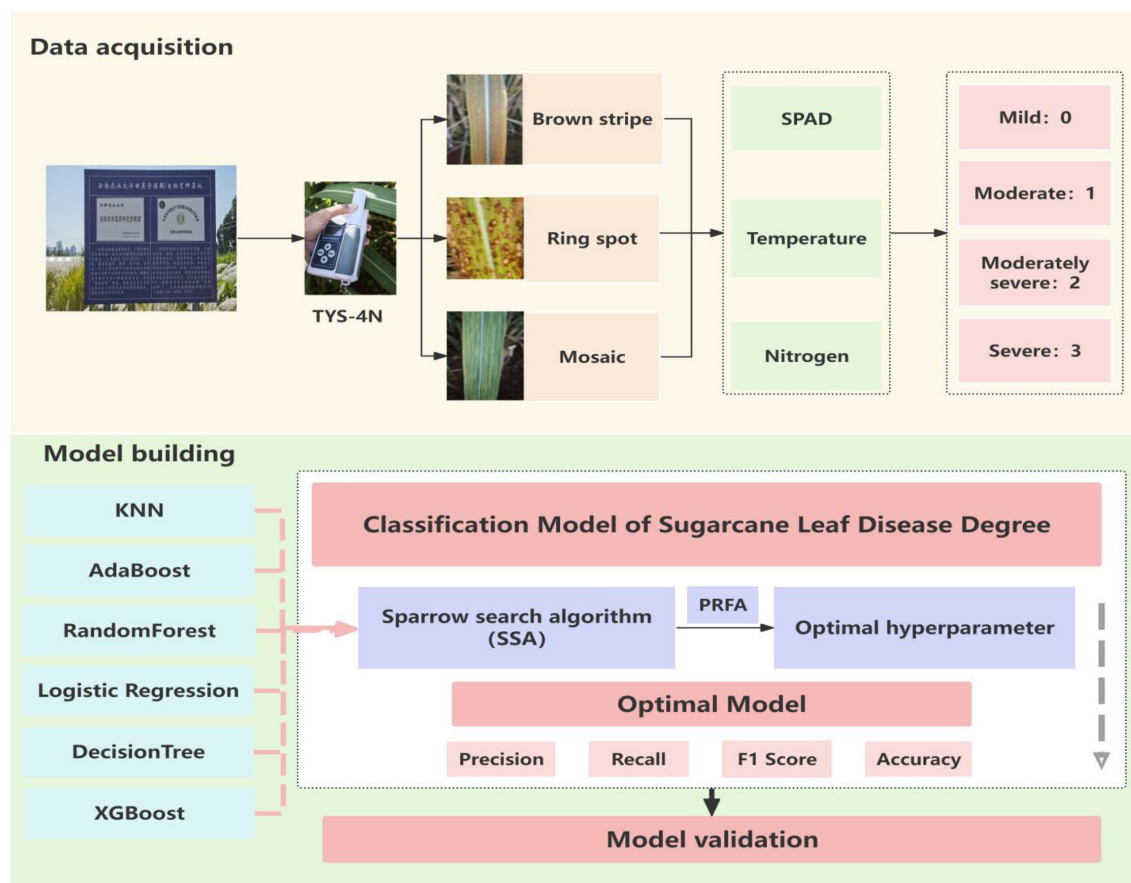 Data acquisition
TYS-4N
Brown stripe
Ring spot
Mosaic
SPAD
Temperature
Nitrogen
Mild: 0
Moderate: 1
Moderately
severe: 2
Severe: 3
Model building
KNN
AdaBoost
RandomForest
Logistic Regression
DecisionTree
XGBoost
Classification Model of Sugarcane Leaf Disease Degree
Sparrow search algorithm
(SSA)
PRFA
Optimal hyperparameter
Optimal Model
Precision
Recall
F1 Score
Accuracy
Model validation